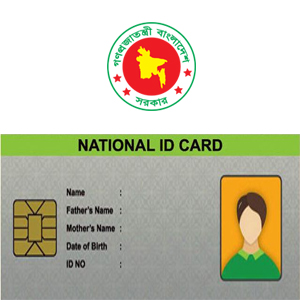 গণপ্রজাতন্ত্রী বাংলাদেশ
সরকার
NATIONAL ID CARD
Name :
Father's Name :
Mother's Name :
Date of Birth :
ID NO :